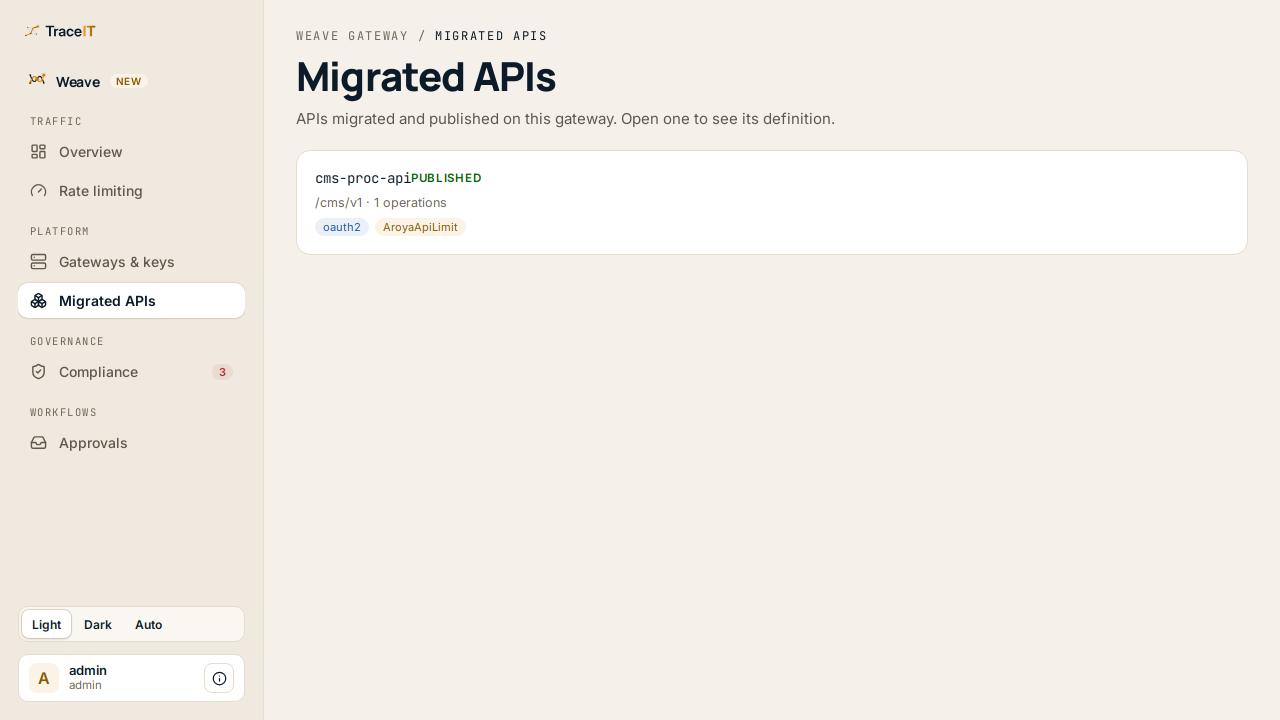 TraceIT
Weave NEW
TRAFFIC
Overview
Rate limiting
PLATFORM
Gateways & keys
Migrated APIs
GOVERNANCE
Compliance 3
WORKFLOWS
Approvals
Light Dark Auto
A admin
admin
WEAVE GATEWAY / MIGRATED APIS
Migrated APIs
APIs migrated and published on this gateway. Open one to see its definition.
cms-proc-apiPUBLISHED
/cms/v1 · 1 operations
oauth2 AroyaApiLimit